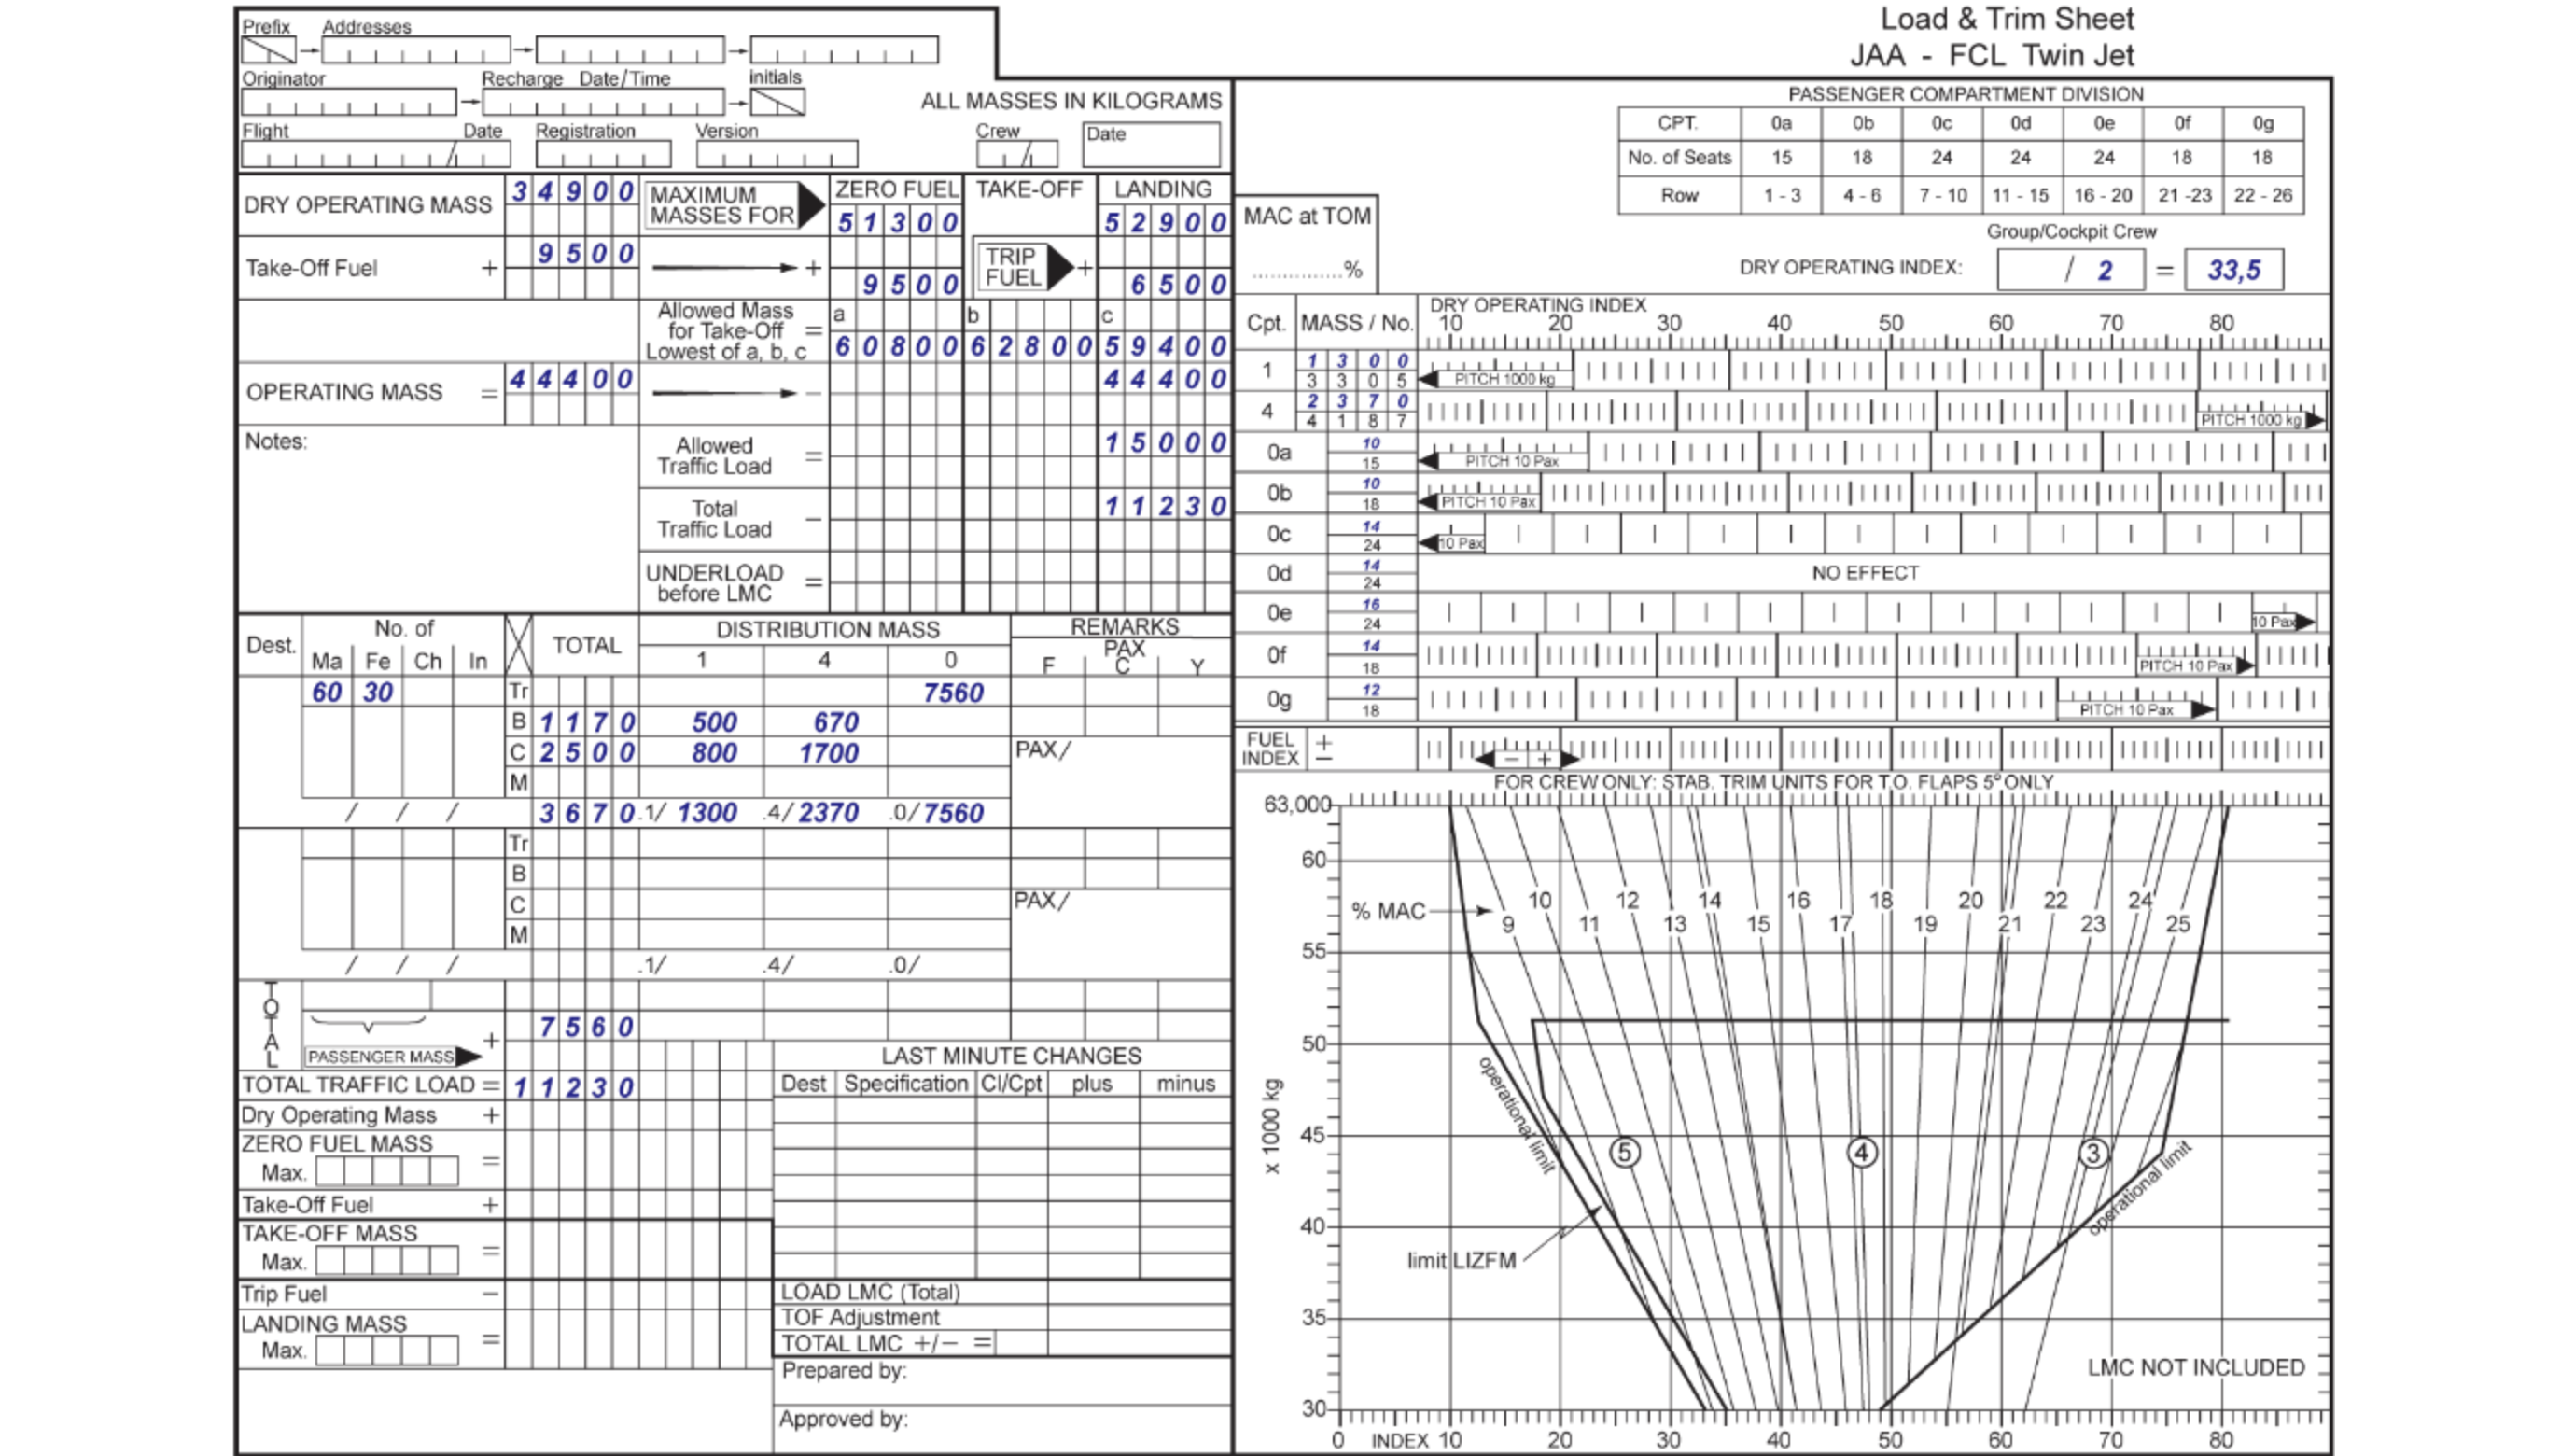 Load & Trim Sheet
JAA - FCL Twin Jet
Prefix Addresses
Originator Recharge Date/Time initials
ALL MASSES IN KILOGRAMS
Flight Date Registration Version Crew Date
DRY OPERATING MASS 34900 MAXIMUM MASSES FOR ZERO FUEL TAKE-OFF LANDING
51300 52900
Take-Off Fuel + 9500 + TRIP FUEL +
9500 6500
Allowed Mass for Take-Off Lowest of a, b, c = a b c
60800 62800 59400
OPERATING MASS = 44400 − 44400
Notes:
Allowed Traffic Load = 15000
Total Traffic Load − 11230
UNDERLOAD before LMC =
Dest. No. of TOTAL DISTRIBUTION MASS REMARKS
Ma Fe Ch In 1 4 0 PAX
F C Y
60 30 Tr 7560
B 1170 500 670
C 2500 800 1700 PAX/
M
/ / / 3670 .1/ 1300 .4/ 2370 .0/ 7560
Tr
B
C PAX/
M
/ / / .1/ .4/ .0/
TOTAL
7560
PASSENGER MASS +
TOTAL TRAFFIC LOAD = 11230
Dry Operating Mass +
ZERO FUEL MASS
Max. =
Take-Off Fuel +
TAKE-OFF MASS
Max. =
Trip Fuel −
LANDING MASS
Max. =
LAST MINUTE CHANGES
Dest Specification Cl/Cpt plus minus
LOAD LMC (Total)
TOF Adjustment
TOTAL LMC +/− =
Prepared by:
Approved by:
PASSENGER COMPARTMENT DIVISION
CPT. 0a 0b 0c 0d 0e 0f 0g
No. of Seats 15 18 24 24 24 18 18
Row 1 - 3 4 - 6 7 - 10 11 - 15 16 - 20 21 -23 22 - 26
MAC at TOM
..............%
Group/Cockpit Crew
DRY OPERATING INDEX: / 2 = 33,5
Cpt. MASS / No. DRY OPERATING INDEX
10 20 30 40 50 60 70 80
1 1300
3305 PITCH 1000 kg
4 2370
4187 PITCH 1000 kg
0a 10
15 PITCH 10 Pax
0b 10
18 PITCH 10 Pax
0c 14
24 10 Pax
0d 14
24 NO EFFECT
0e 16
24 10 Pax
0f 14
18 PITCH 10 Pax
0g 12
18 PITCH 10 Pax
FUEL INDEX + − − +
FOR CREW ONLY: STAB. TRIM UNITS FOR T.O. FLAPS 5° ONLY
63,000
60
% MAC 9 10 11 12 13 14 15 16 17 18 19 20 21 22 23 24 25
55
50
operational limit
45
5 4 3
operational limit
40
limit LIZFM
35
x 1000 kg
LMC NOT INCLUDED
30
0 INDEX 10 20 30 40 50 60 70 80